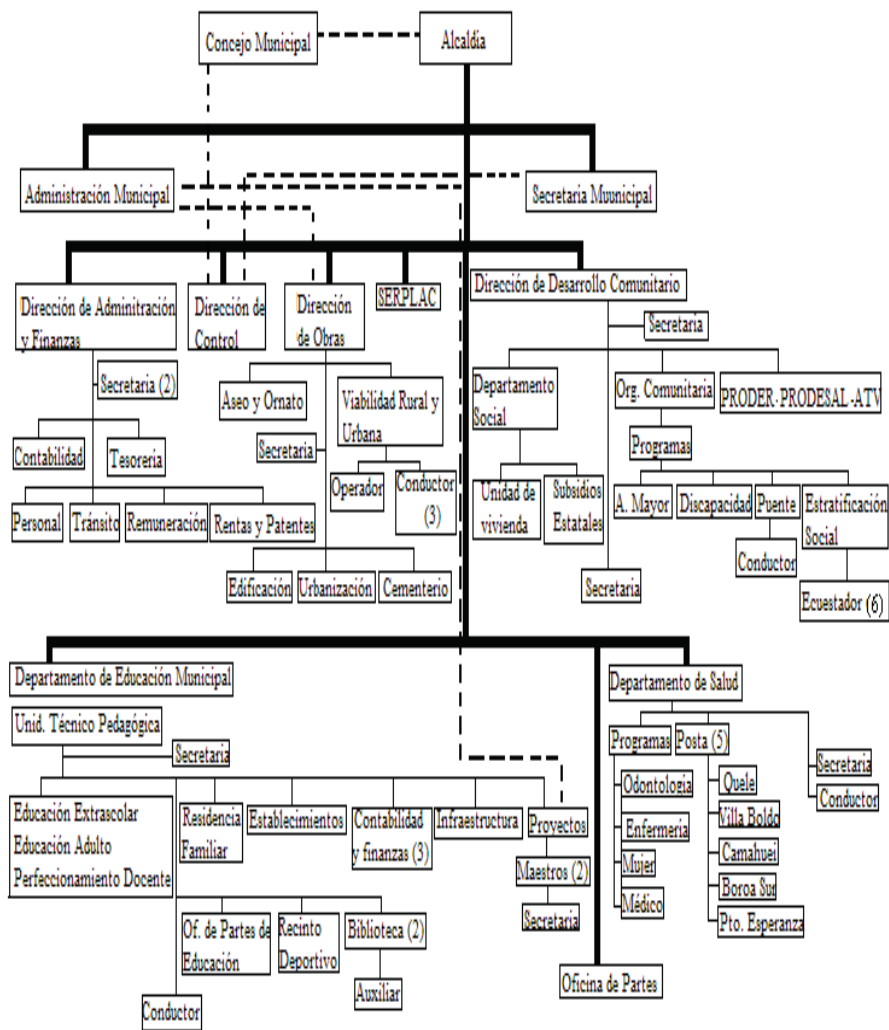 Concejo Municipal
Alcaldia
Administración Municipal
Secretaria Muunicipal
Dirección de Adminitración
y Finanzas
Dirección de
Control
Dirección
de Obras
SERPLAC
Dirección de Desarrollo Comunitario
Secretaria
Secretaria (2)
Contabilidad
Tesorería
Personal
Tránsito
Remuneración
Rentas y Patentes
Aseo y Ornato
Viabilidad Rural y
Urbana
Secretaria
Operador
Conductor
(3)
Edificación
Urbanización
Cementerio
Departamento
Social
Org. Comunitaria
PRODER - PRODESAL -ATV
Programas
Unidad de
vivienda
Subsidios
Estatales
A. Mayor
Discapacidad
Puente
Estratificación
Social
Conductor
Secretaria
Ecuestador (6)
Departamento de Educación Municipal
Unid. Técnico Pedagógica
Secretaria
Educación Extrascolar
Educación Adulto
Perfeccionamiento Docente
Residencia
Familiar
Establecimientos
Contabilidad
y finanzas (3)
Infraestructura
Proyectos
Maestros (2)
Secretaria
Of. de Partes de
Educación
Recinto
Deportivo
Biblioteca (2)
Auxiliar
Conductor
Oficina de Partes
Departamento de Salud
Programas
Posta (5)
Secretaria
Conductor
Odontologia
Enfermería
Mujer
Médico
Quele
Villa Boldo
Camahuei
Boroa Sur
Pto. Esperanza